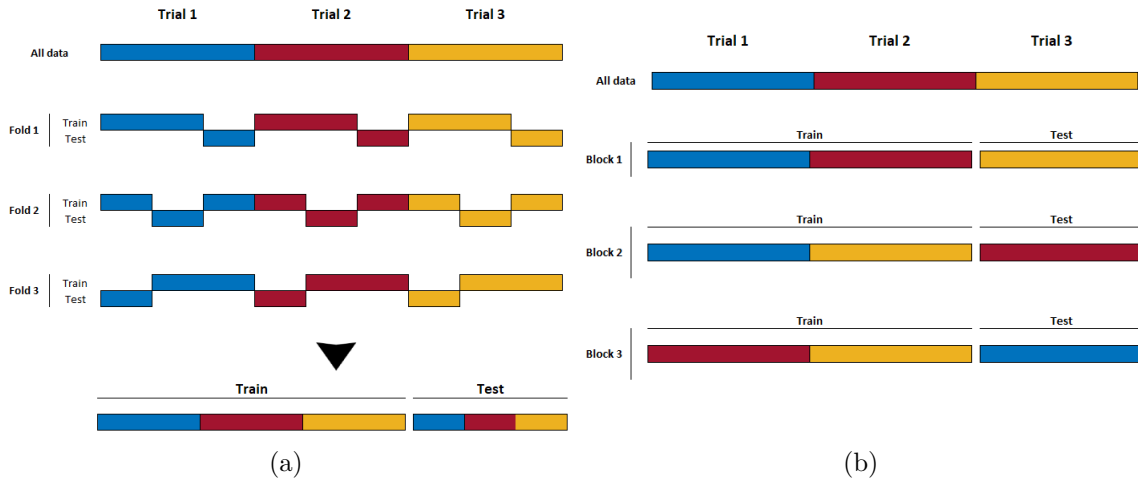 Trial 1 Trial 2 Trial 3
All data
Train
Fold 1
Test
Train
Fold 2
Test
Train
Fold 3
Test
Train Test
(a)
Trial 1 Trial 2 Trial 3
All data
Train Test
Block 1
Train Test
Block 2
Train Test
Block 3
(b)